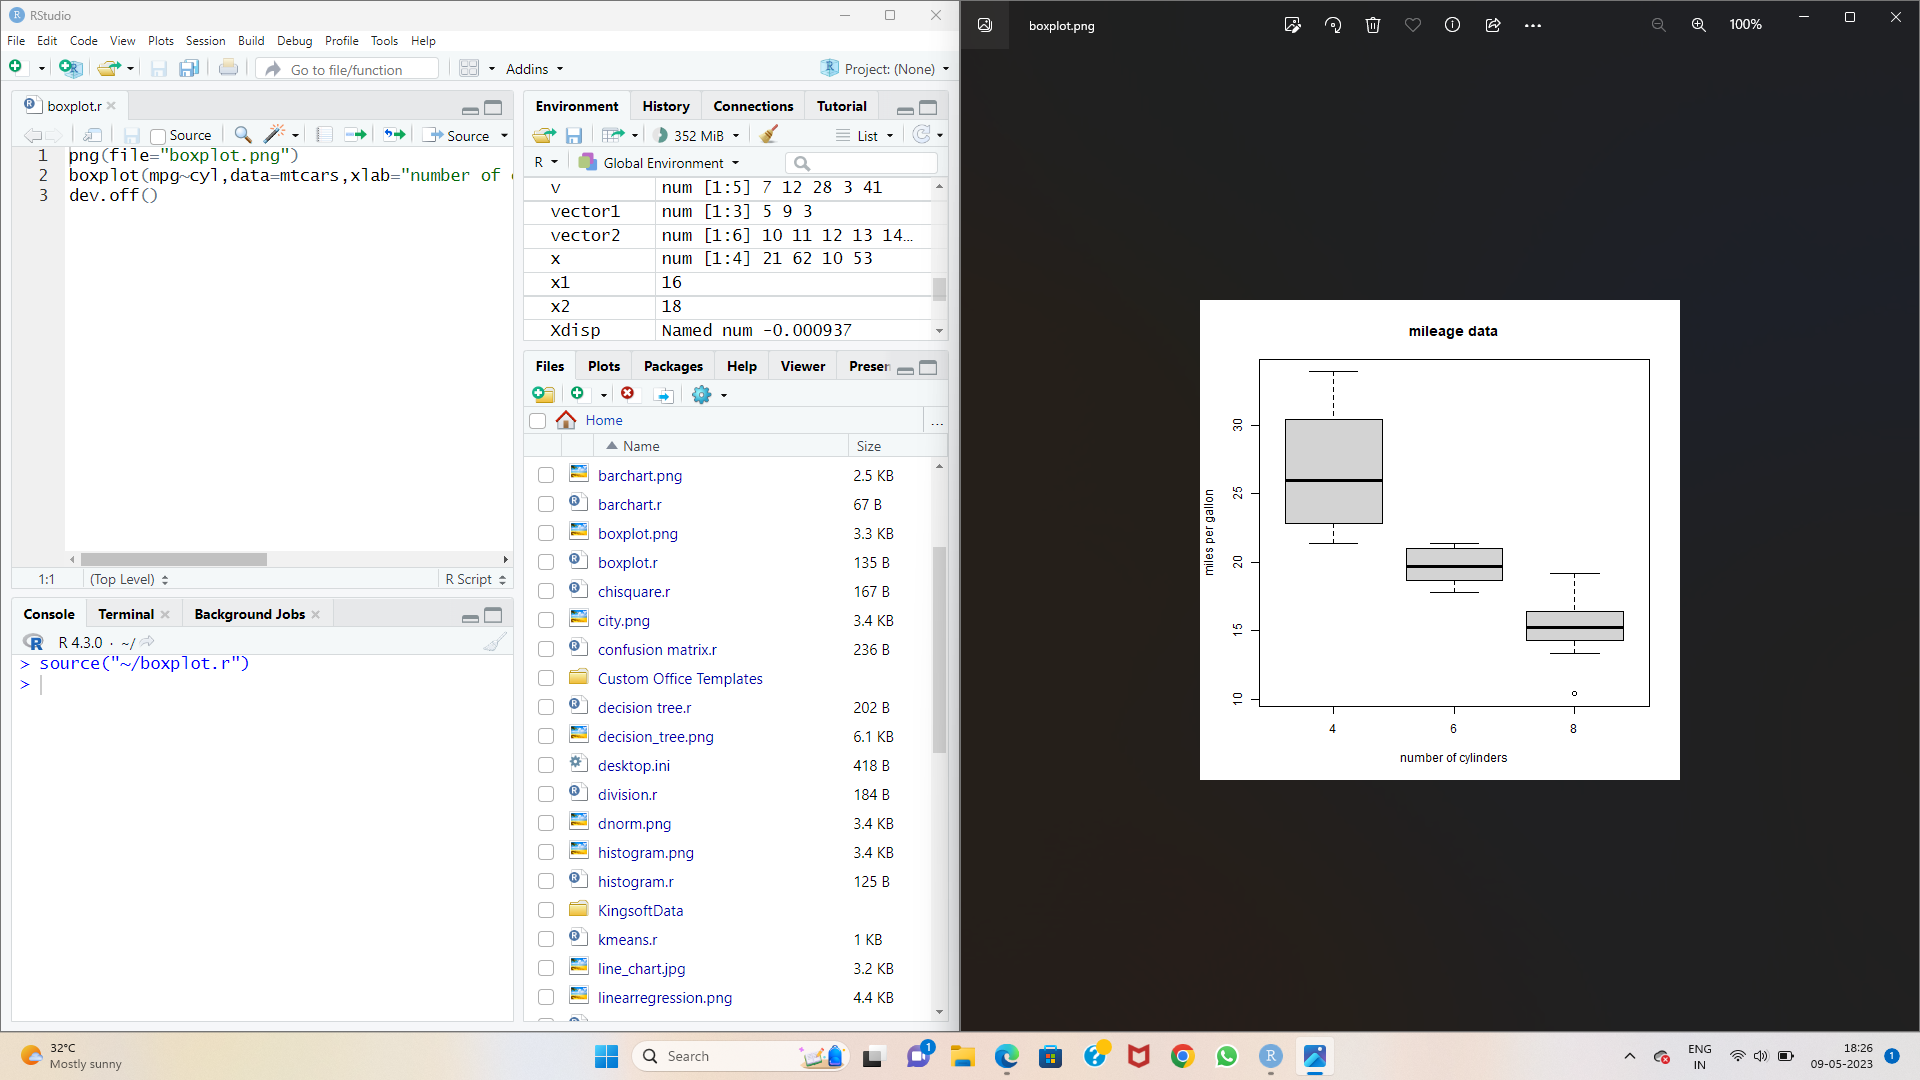 RStudio
File Edit Code View Plots Session Build Debug Profile Tools Help
Go to file/function Addins Project: (None)
boxplot.r
Source Source
1 png(file="boxplot.png")
2 boxplot(mpg~cyl,data=mtcars,xlab="number of
3 dev.off()
1:1 (Top Level) R Script
Console Terminal Background Jobs
R 4.3.0 · ~/
> source("~/boxplot.r")
>
Environment History Connections Tutorial
352 MiB List
R Global Environment
v num [1:5] 7 12 28 3 41
vector1 num [1:3] 5 9 3
vector2 num [1:6] 10 11 12 13 14…
x num [1:4] 21 62 10 53
x1 16
x2 18
Xdisp Named num -0.000937
Files Plots Packages Help Viewer Presen
Home ...
Name Size
barchart.png 2.5 KB
barchart.r 67 B
boxplot.png 3.3 KB
boxplot.r 135 B
chisquare.r 167 B
city.png 3.4 KB
confusion matrix.r 236 B
Custom Office Templates
decision tree.r 202 B
decision_tree.png 6.1 KB
desktop.ini 418 B
division.r 184 B
dnorm.png 3.4 KB
histogram.png 3.4 KB
histogram.r 125 B
KingsoftData
kmeans.r 1 KB
line_chart.jpg 3.2 KB
linearregression.png 4.4 KB
boxplot.png 100%
mileage data
miles per gallon
30
25
20
15
10
4 6 8
number of cylinders
32°C
Mostly sunny
Search
1
ENG
IN
18:26
09-05-2023
1